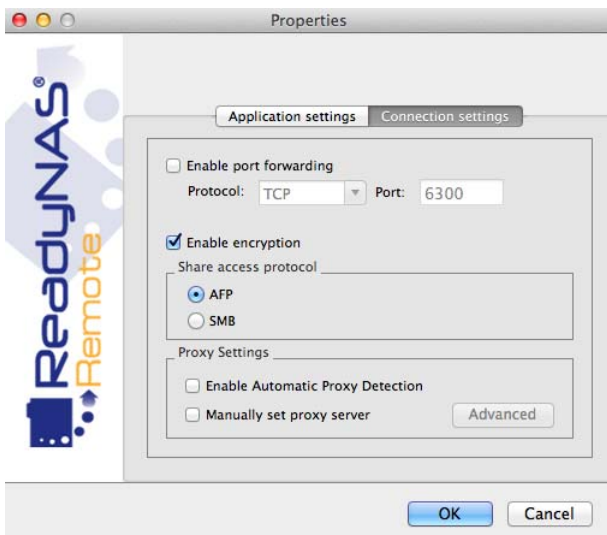 Properties
ReadyNAS®
Remote
Application settings
Connection settings
Enable port forwarding
Protocol: TCP Port: 6300
Enable encryption
Share access protocol
AFP
SMB
Proxy Settings
Enable Automatic Proxy Detection
Manually set proxy server Advanced
OK Cancel